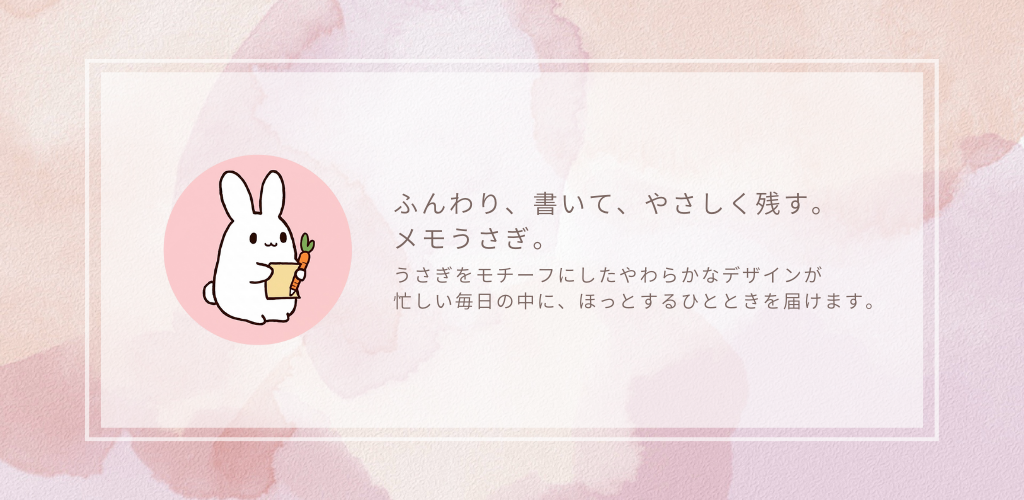 ふんわり、書いて、やさしく残す。
メモうさぎ。
うさぎをモチーフにしたやわらかなデザインが
忙しい毎日の中に、ほっとするひとときを届けます。